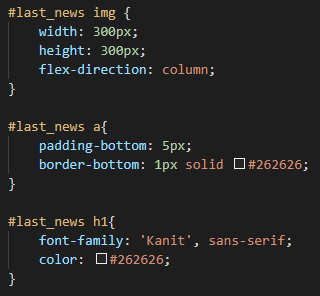 #last_news img {
    width: 300px;
    height: 300px;
    flex-direction: column;
}
#last_news a{
    padding-bottom: 5px;
    border-bottom: 1px solid #262626;
}
#last_news h1{
    font-family: 'Kanit', sans-serif;
    color: #262626;
}